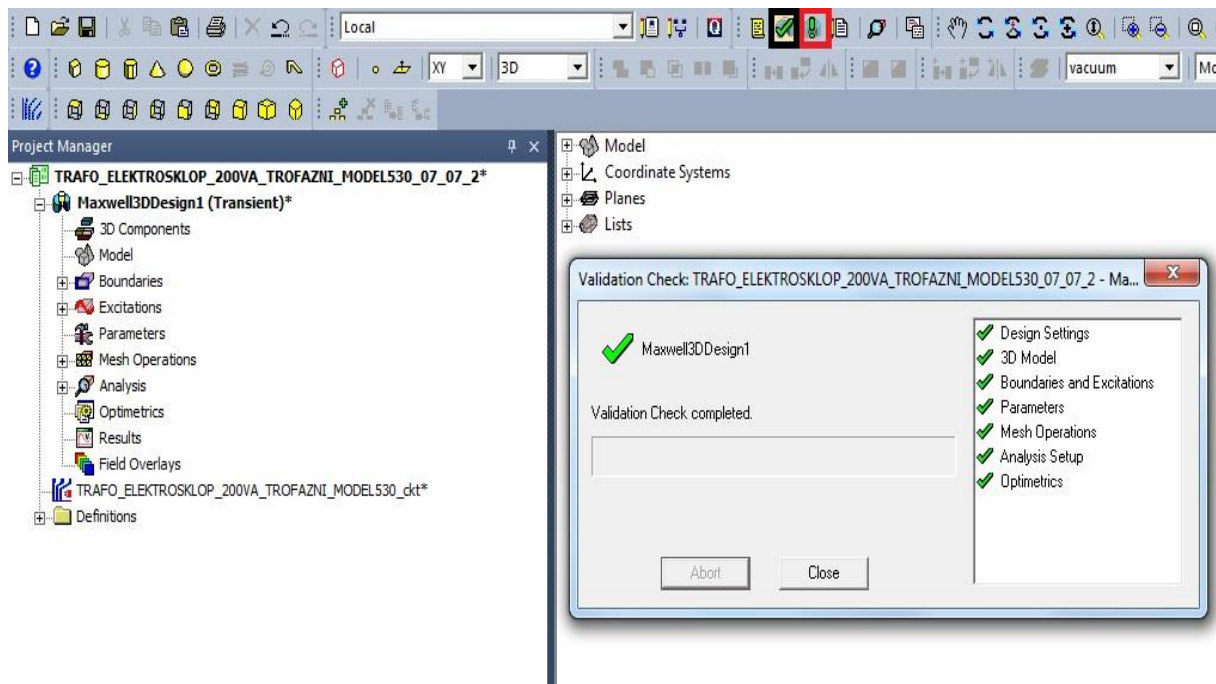 Local
XY
3D
vacuum
Mo
Project Manager
TRAFO_ELEKTROSKLOP_200VA_TROFAZNI_MODEL530_07_07_2*
Maxwell3DDesign1 (Transient)*
3D Components
Model
Boundaries
Excitations
Parameters
Mesh Operations
Analysis
Optimetrics
Results
Field Overlays
TRAFO_ELEKTROSKLOP_200VA_TROFAZNI_MODEL530_ckt*
Definitions
Model
Coordinate Systems
Planes
Lists
Validation Check: TRAFO_ELEKTROSKLOP_200VA_TROFAZNI_MODEL530_07_07_2 - Ma...
Maxwell3DDesign1
Validation Check completed.
Abort
Close
Design Settings
3D Model
Boundaries and Excitations
Parameters
Mesh Operations
Analysis Setup
Optimetrics